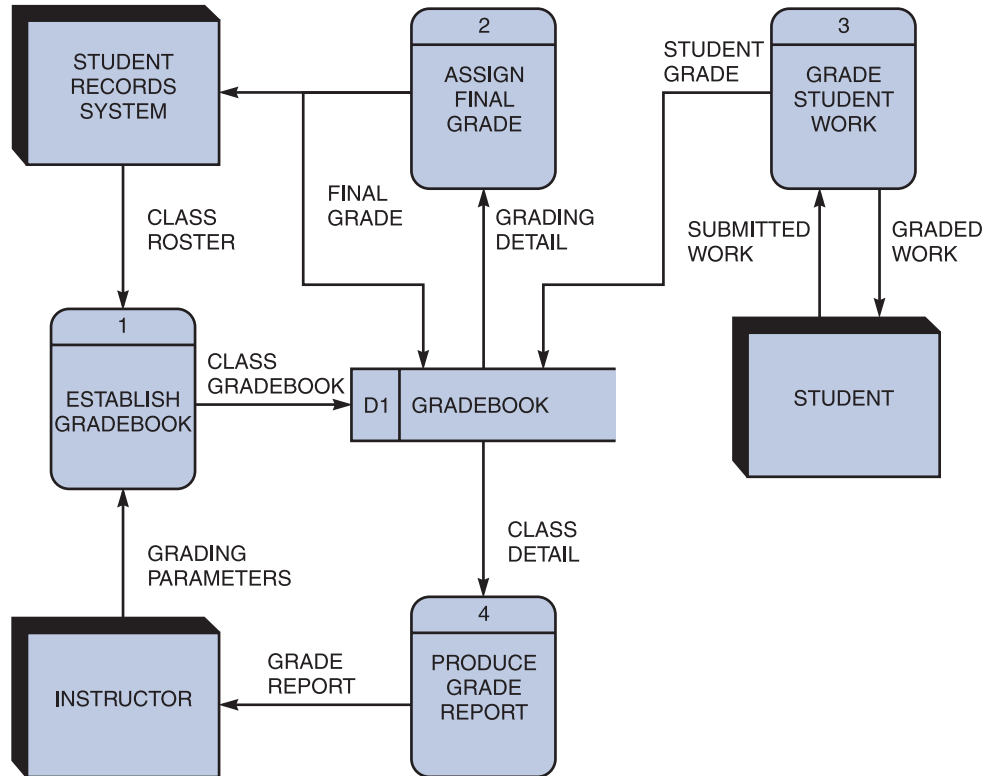 STUDENT
RECORDS
SYSTEM
2
ASSIGN
FINAL
GRADE
STUDENT
GRADE
3
GRADE
STUDENT
WORK
CLASS
ROSTER
FINAL
GRADE
GRADING
DETAIL
SUBMITTED
WORK
GRADED
WORK
1
ESTABLISH
GRADEBOOK
CLASS
GRADEBOOK
D1
GRADEBOOK
STUDENT
GRADING
PARAMETERS
CLASS
DETAIL
INSTRUCTOR
GRADE
REPORT
4
PRODUCE
GRADE
REPORT